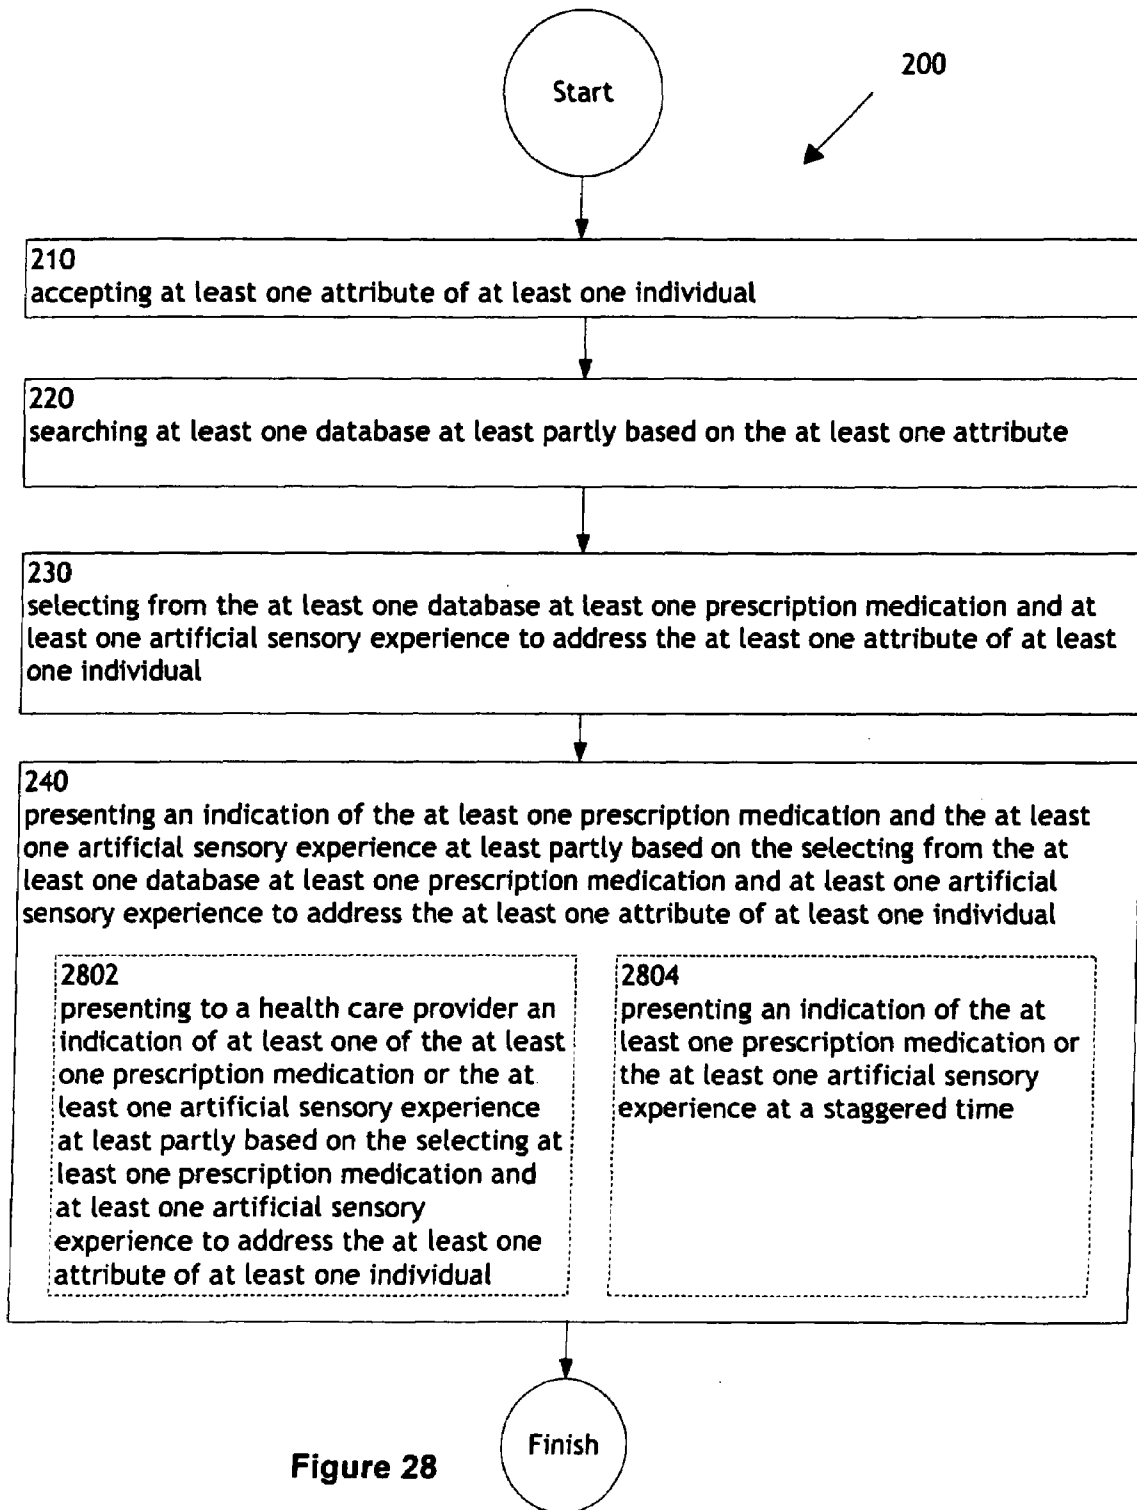 Start
200
210
accepting at least one attribute of at least one individual
220
searching at least one database at least partly based on the at least one attribute
230
selecting from the at least one database at least one prescription medication and at
least one artificial sensory experience to address the at least one attribute of at least
one individual
240
presenting an indication of the at least one prescription medication and the at least
one artificial sensory experience at least partly based on the selecting from the at
least one database at least one prescription medication and at least one artificial
sensory experience to address the at least one attribute of at least one individual
2802
presenting to a health care provider an
indication of at least one of the at least
one prescription medication or the at
least one artificial sensory experience
at least partly based on the selecting at
least one prescription medication and
at least one artificial sensory
experience to address the at least one
attribute of at least one individual
2804
presenting an indication of the at
least one prescription medication or
the at least one artificial sensory
experience at a staggered time
Finish
Figure 28